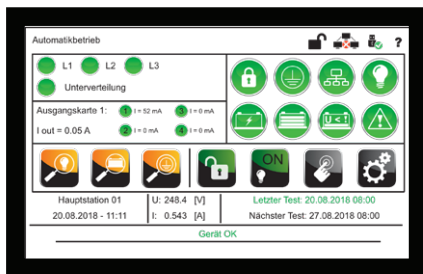 Automatikbetrieb
?
L1 L2 L3
Unterverteilung
Ausgangskarte 1: 1 I = 52 mA 3 I = 0 mA
I out = 0.05 A 2 I = 0 mA 4 I = 0 mA
U < !
ON
Hauptstation 01 U: 248.4 [V] Letzter Test: 20.08.2018 08:00
20.08.2018 - 11:11 I: 0.543 [A] Nächster Test: 27.08.2018 08:00
Gerät OK